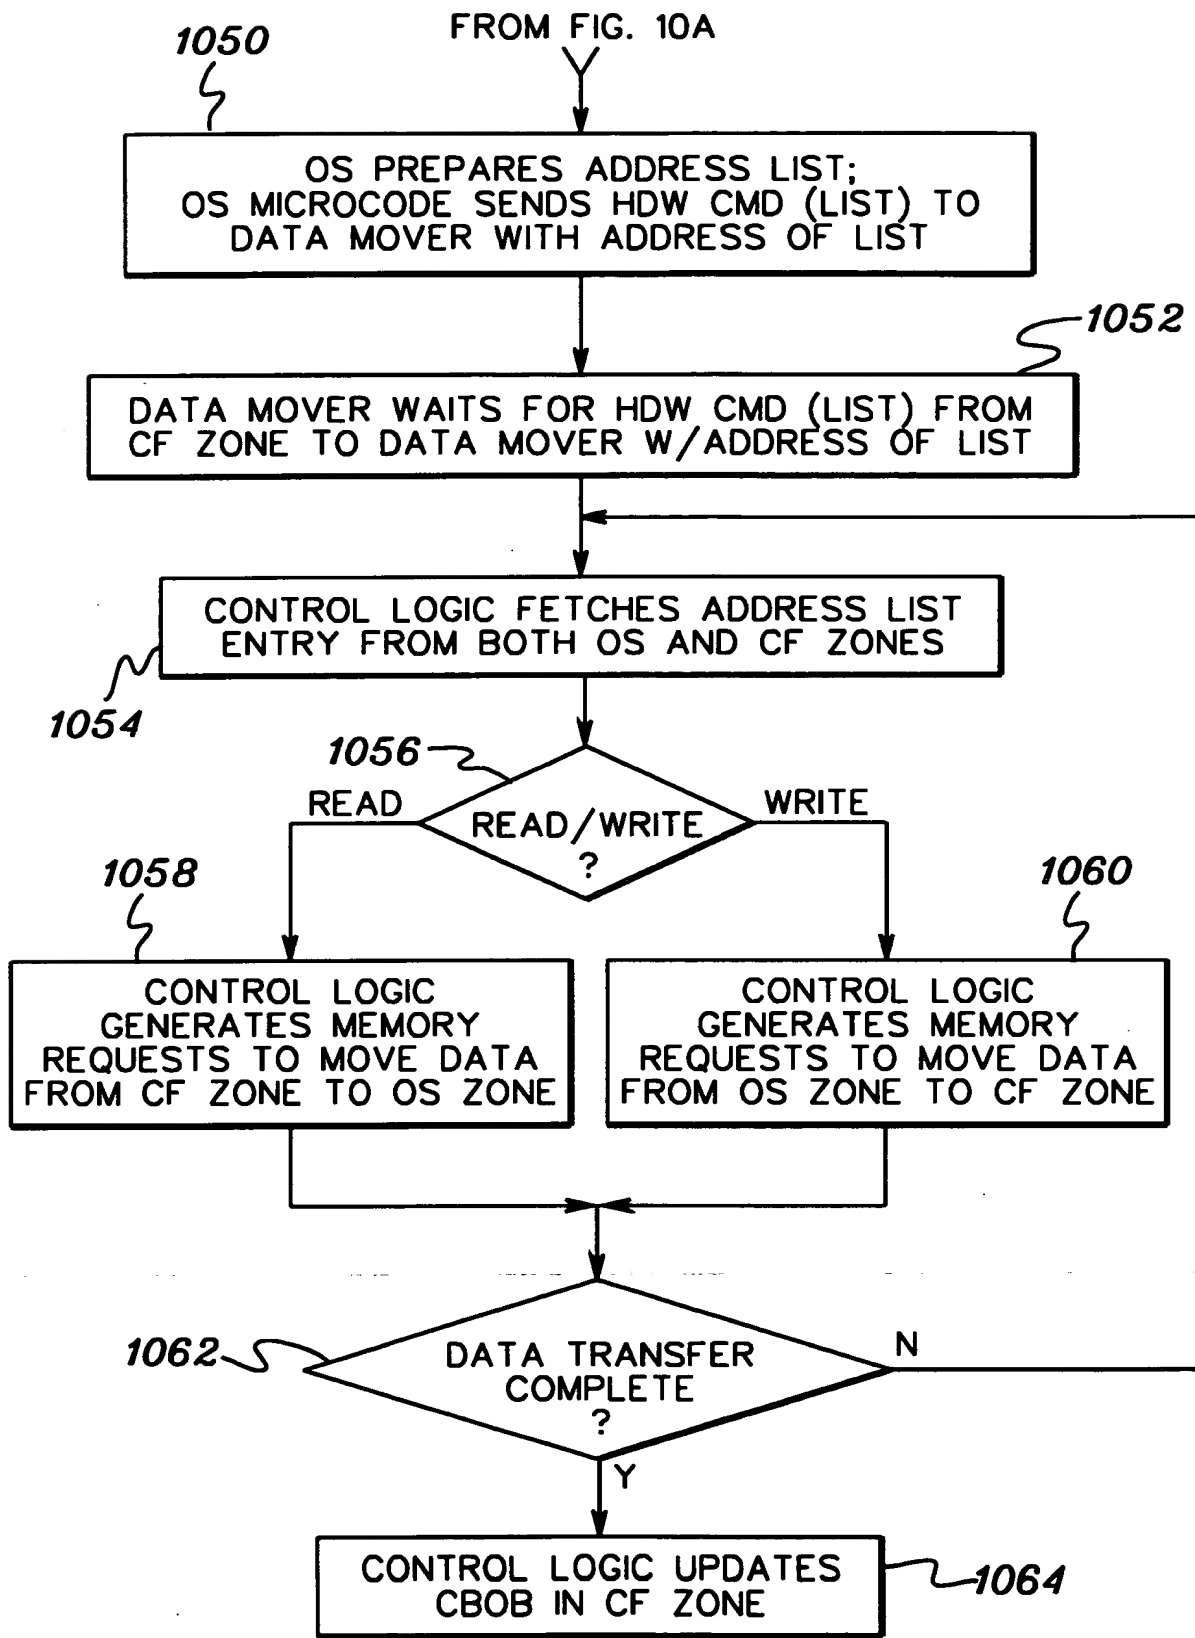 FROM FIG. 10A
1050
OS PREPARES ADDRESS LIST;
OS MICROCODE SENDS HDW CMD (LIST) TO
DATA MOVER WITH ADDRESS OF LIST
1052
DATA MOVER WAITS FOR HDW CMD (LIST) FROM
CF ZONE TO DATA MOVER W/ADDRESS OF LIST
CONTROL LOGIC FETCHES ADDRESS LIST
ENTRY FROM BOTH OS AND CF ZONES
1054
1056
READ
READ/WRITE
?
WRITE
1058
CONTROL LOGIC
GENERATES MEMORY
REQUESTS TO MOVE DATA
FROM CF ZONE TO OS ZONE
1060
CONTROL LOGIC
GENERATES MEMORY
REQUESTS TO MOVE DATA
FROM OS ZONE TO CF ZONE
1062
DATA TRANSFER
COMPLETE
?
N
Y
CONTROL LOGIC UPDATES
CBOB IN CF ZONE
1064